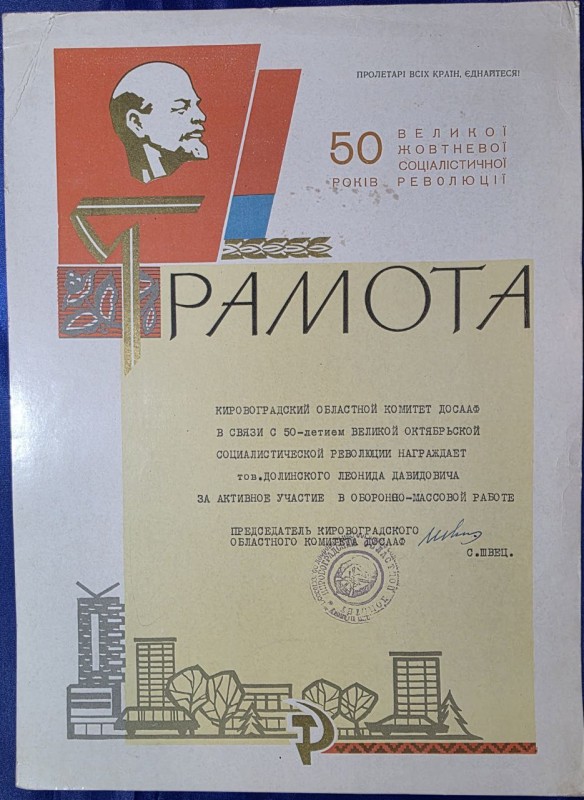 ПРОЛЕТАРІ ВСІХ КРАЇН, ЄДНАЙТЕСЯ!
50 РОКІВ
ВЕЛИКОЇ
ЖОВТНЕВОЇ
СОЦІАЛІСТИЧНОЇ
РЕВОЛЮЦІЇ
ГРАМОТА
КИРОВОГРАДСКИЙ ОБЛАСТНОЙ КОМИТЕТ ДОСААФ
В СВЯЗИ С 50-летием ВЕЛИКОЙ ОКТЯБРЬСКОЙ
СОЦИАЛИСТИЧЕСКОЙ РЕВОЛЮЦИИ НАГРАЖДАЕТ
тов.ДОЛИНСКОГО ЛЕОНИДА ДАВИДОВИЧА
ЗА АКТИВНОЕ УЧАСТИЕ В ОБОРОННО-МАССОВОЙ РАБОТЕ
ПРЕДСЕДАТЕЛЬ КИРОВОГРАДСКОГО
ОБЛАСТНОГО КОМИТЕТА ДОСААФ
С.ШВЕЦ.